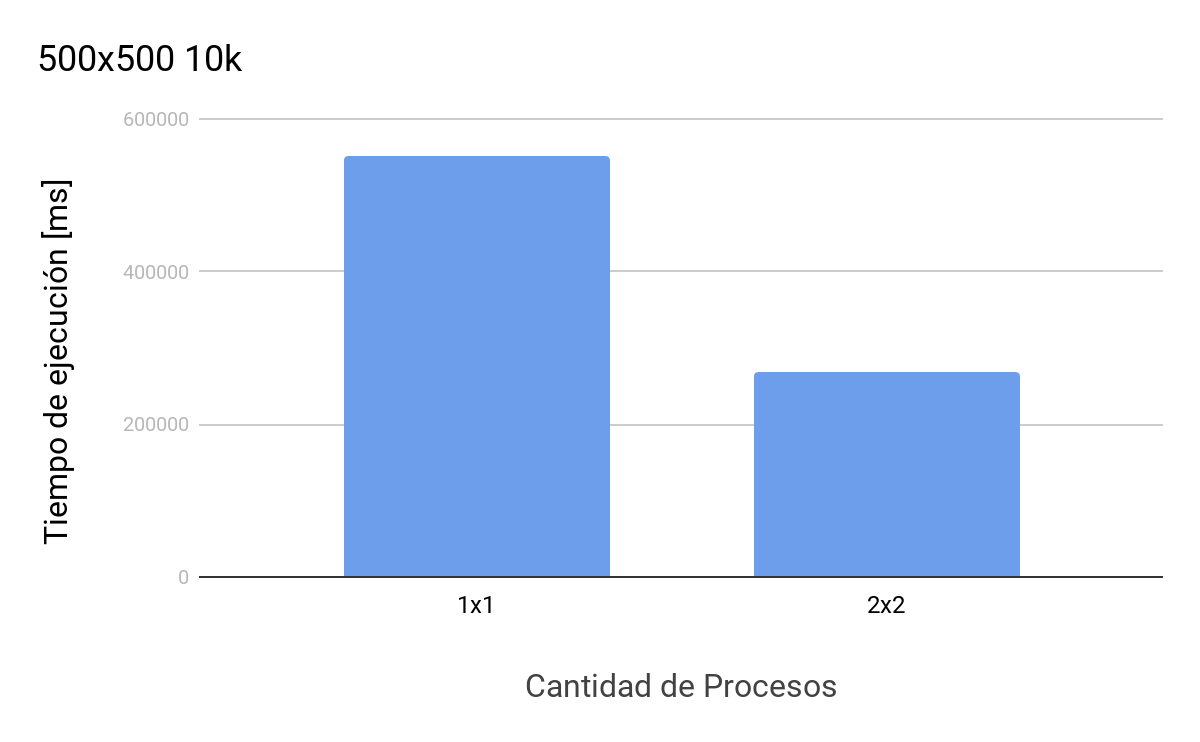 500x500 10k
600000
400000
200000
0
Tiempo de ejecución [ms]
1x1
2x2
Cantidad de Procesos